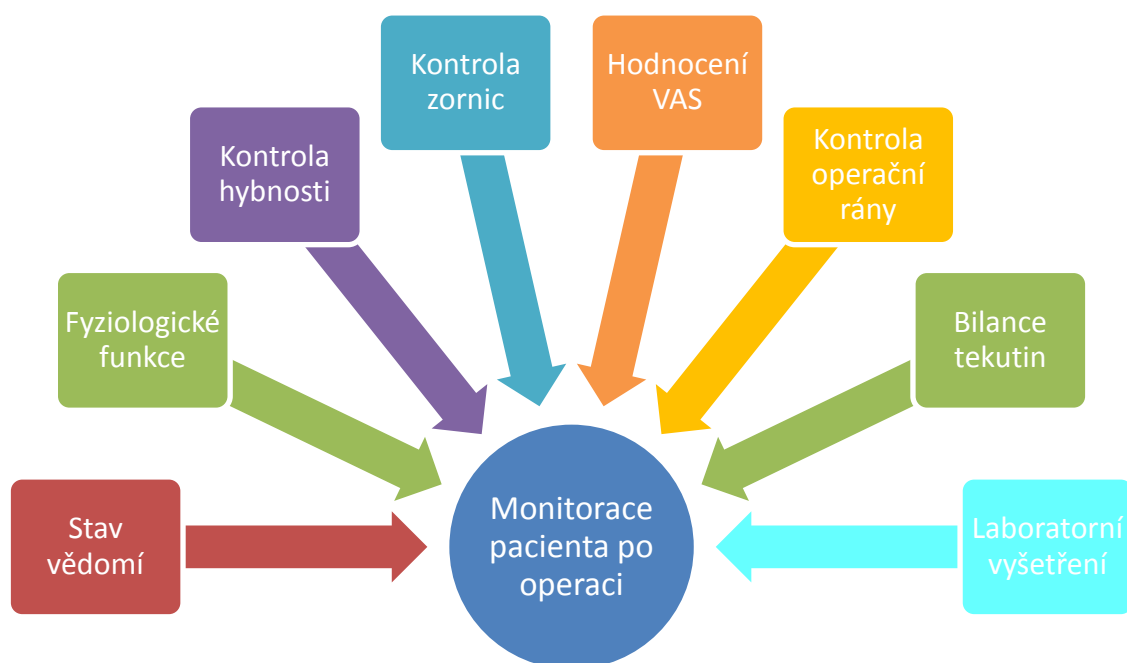 Stav
vědomí
Fyziologické
funkce
Kontrola
hybnosti
Kontrola
zornic
Hodnocení
VAS
Kontrola
operační
rány
Bilance
tekutin
Laboratorní
vyšetření
Monitorace
pacienta po
operaci